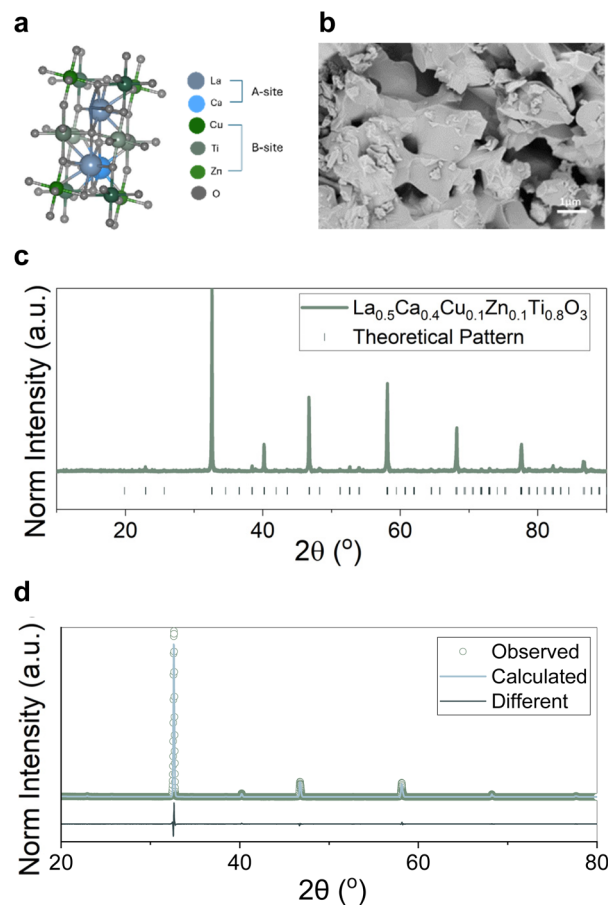 a
La
Ca
A-site
Cu
Ti
B-site
Zn
O
b
1μm
c
Norm Intensity (a.u.)
La0.5Ca0.4Cu0.1Zn0.1Ti0.8O3
Theoretical Pattern
20 40 60 80
2θ (º)
d
Norm Intensity (a.u.)
Observed
Calculated
Different
20 40 60 80
2θ (º)